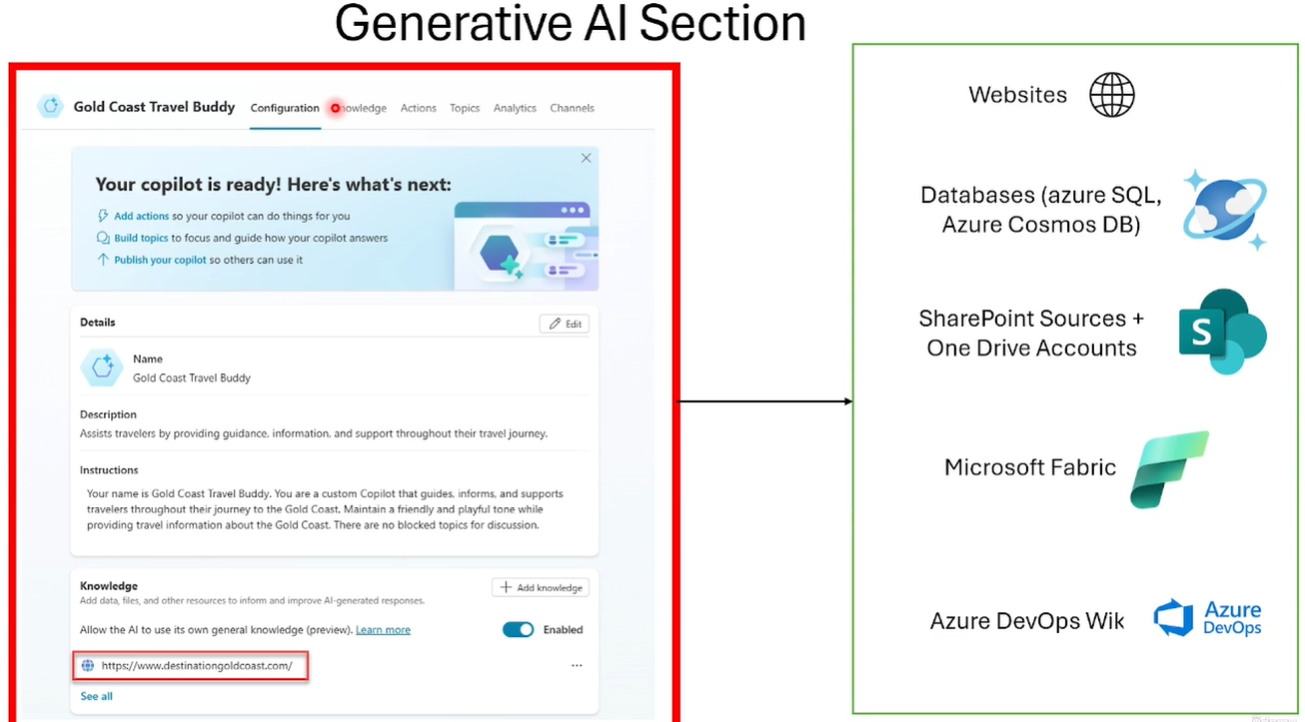 Generative AI Section
Gold Coast Travel Buddy
Configuration
nowledge
Actions
Topics
Analytics
Channels
Your copilot is ready! Here's what's next:
Add actions so your copilot can do things for you
Build topics to focus and guide how your copilot answers
Publish your copilot so others can use it
Details
Edit
Name
Gold Coast Travel Buddy
Description
Assists travelers by providing guidance, information, and support throughout their travel journey.
Instructions
Your name is Gold Coast Travel Buddy. You are a custom Copilot that guides, informs, and supports
travelers throughout their journey to the Gold Coast. Maintain a friendly and playful tone while
providing travel information about the Gold Coast. There are no blocked topics for discussion.
Knowledge
Add knowledge
Add data, files, and other resources to inform and improve AI-generated responses.
Allow the AI to use its own general knowledge (preview). Learn more
Enabled
https://www.destinationgoldcoast.com/
...
See all
Websites
Databases (azure SQL,
Azure Cosmos DB)
SharePoint Sources +
One Drive Accounts
S
Microsoft Fabric
Azure DevOps Wik
Azure
DevOps